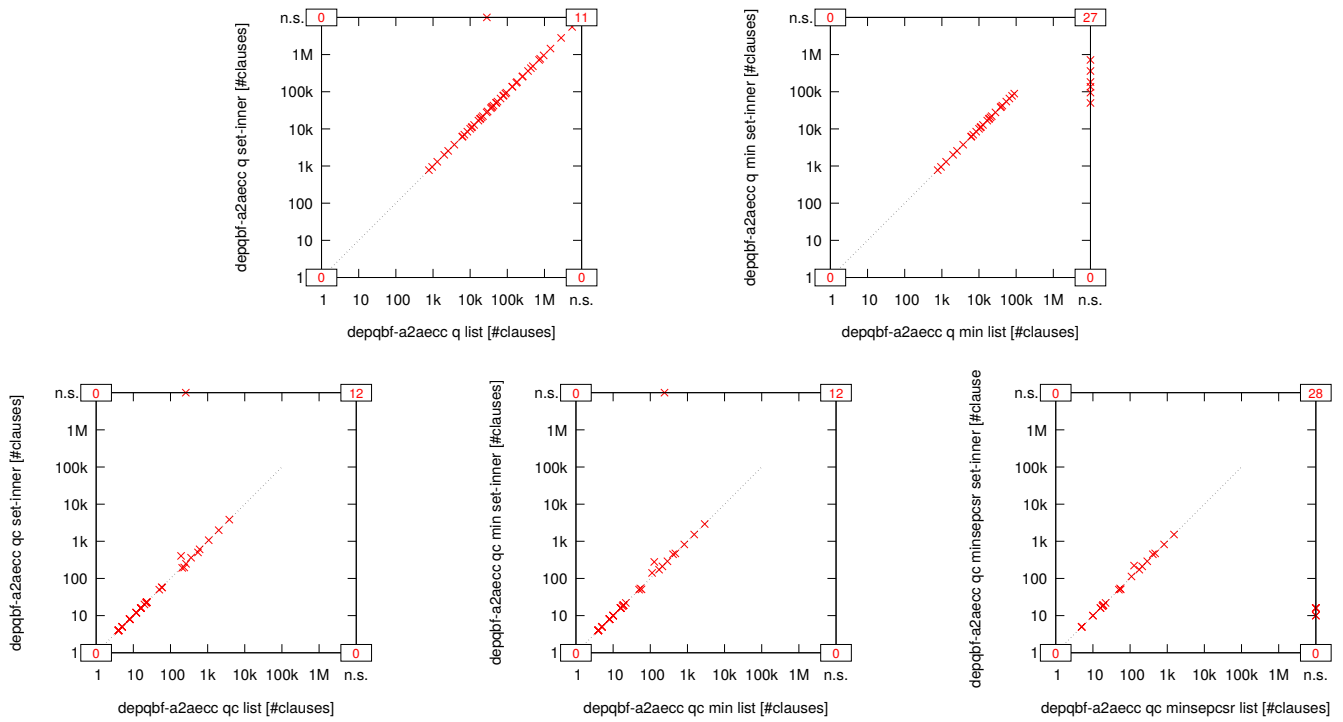 n.s. 0 11
1M
100k
10k
1k
100
10
1 0 0
1 10 100 1k 10k 100k 1M n.s.
depqbf-a2aecc q set-inner [#clauses]
depqbf-a2aecc q list [#clauses]
n.s. 0 27
1M
100k
10k
1k
100
10
1 0 0
1 10 100 1k 10k 100k 1M n.s.
depqbf-a2aecc q min set-inner [#clauses]
depqbf-a2aecc q min list [#clauses]
n.s. 0 12
1M
100k
10k
1k
100
10
1 0 0
1 10 100 1k 10k 100k 1M n.s.
depqbf-a2aecc qc set-inner [#clauses]
depqbf-a2aecc qc list [#clauses]
n.s. 0 12
1M
100k
10k
1k
100
10
1 0 0
1 10 100 1k 10k 100k 1M n.s.
depqbf-a2aecc qc min set-inner [#clauses]
depqbf-a2aecc qc min list [#clauses]
n.s. 0 28
1M
100k
10k
1k
100
10
1 0 0
1 10 100 1k 10k 100k 1M n.s.
depqbf-a2aecc qc minsepcsr set-inner [#clause
depqbf-a2aecc qc minsepcsr list [#clauses]